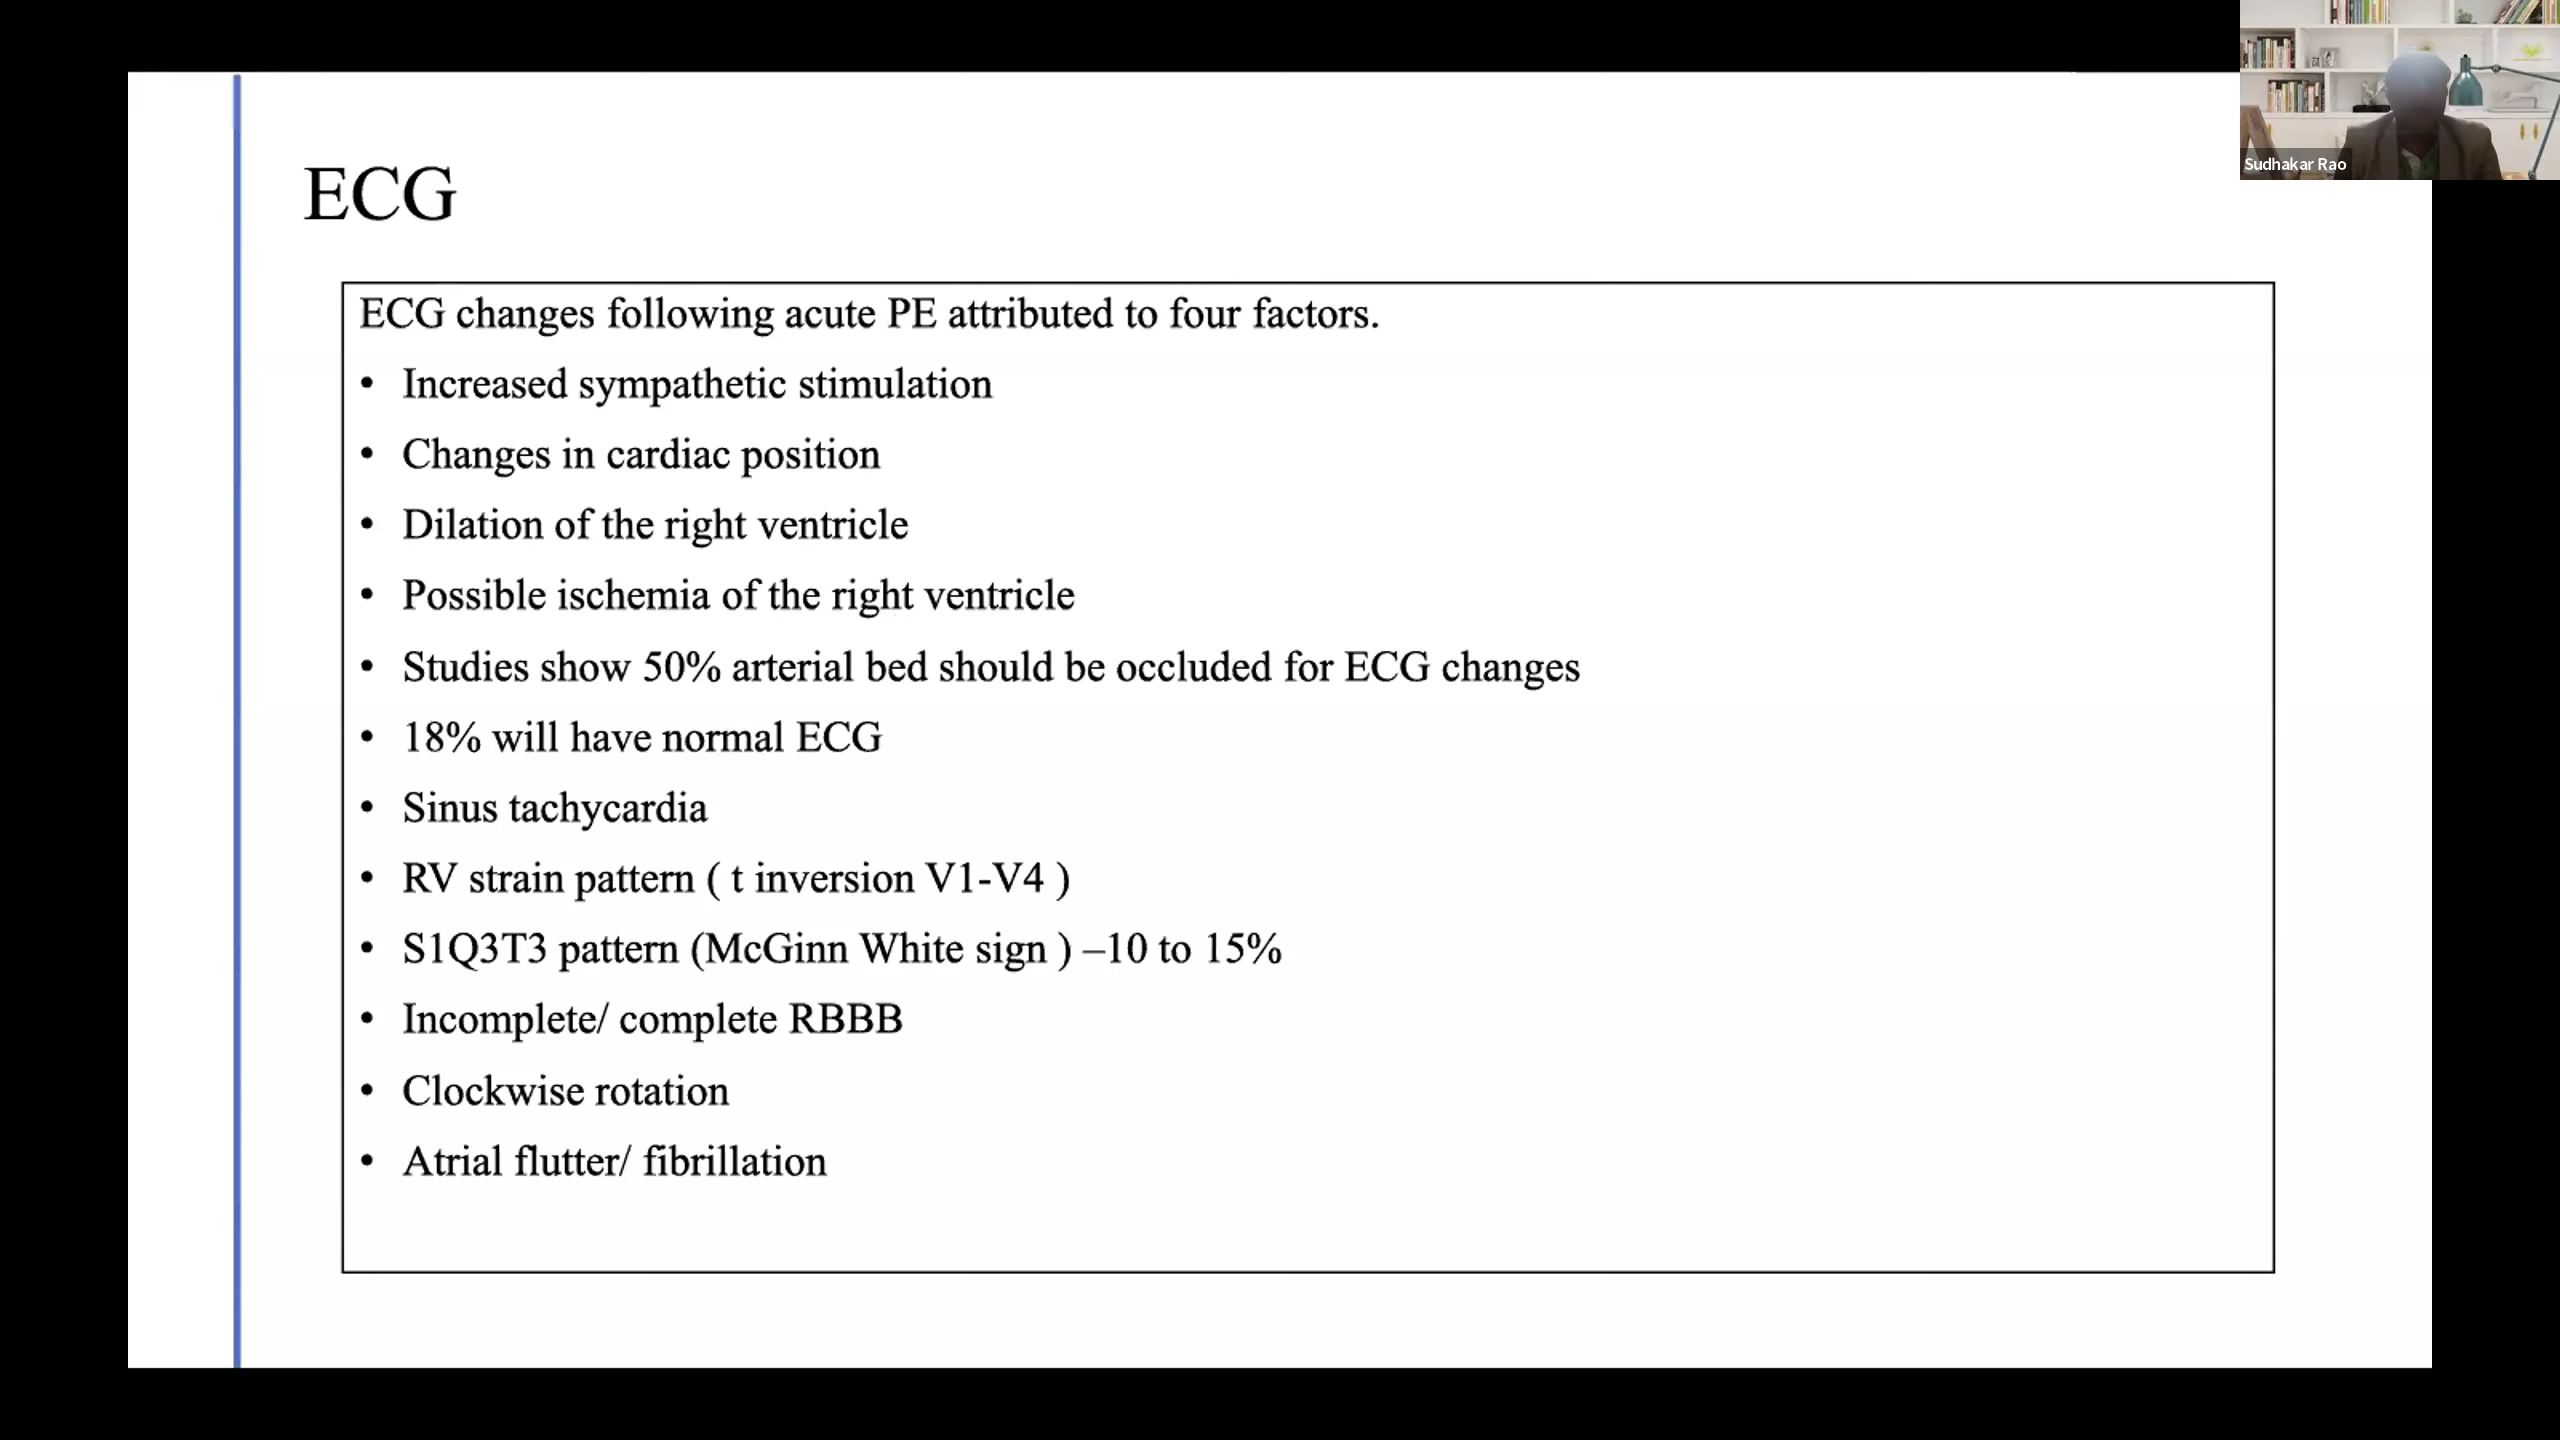 Sudhakar Rao
ECG
ECG changes following acute PE attributed to four factors.
• Increased sympathetic stimulation
• Changes in cardiac position
• Dilation of the right ventricle
• Possible ischemia of the right ventricle
• Studies show 50% arterial bed should be occluded for ECG changes
• 18% will have normal ECG
• Sinus tachycardia
• RV strain pattern ( t inversion V1-V4 )
• S1Q3T3 pattern (McGinn White sign ) –10 to 15%
• Incomplete/ complete RBBB
• Clockwise rotation
• Atrial flutter/ fibrillation